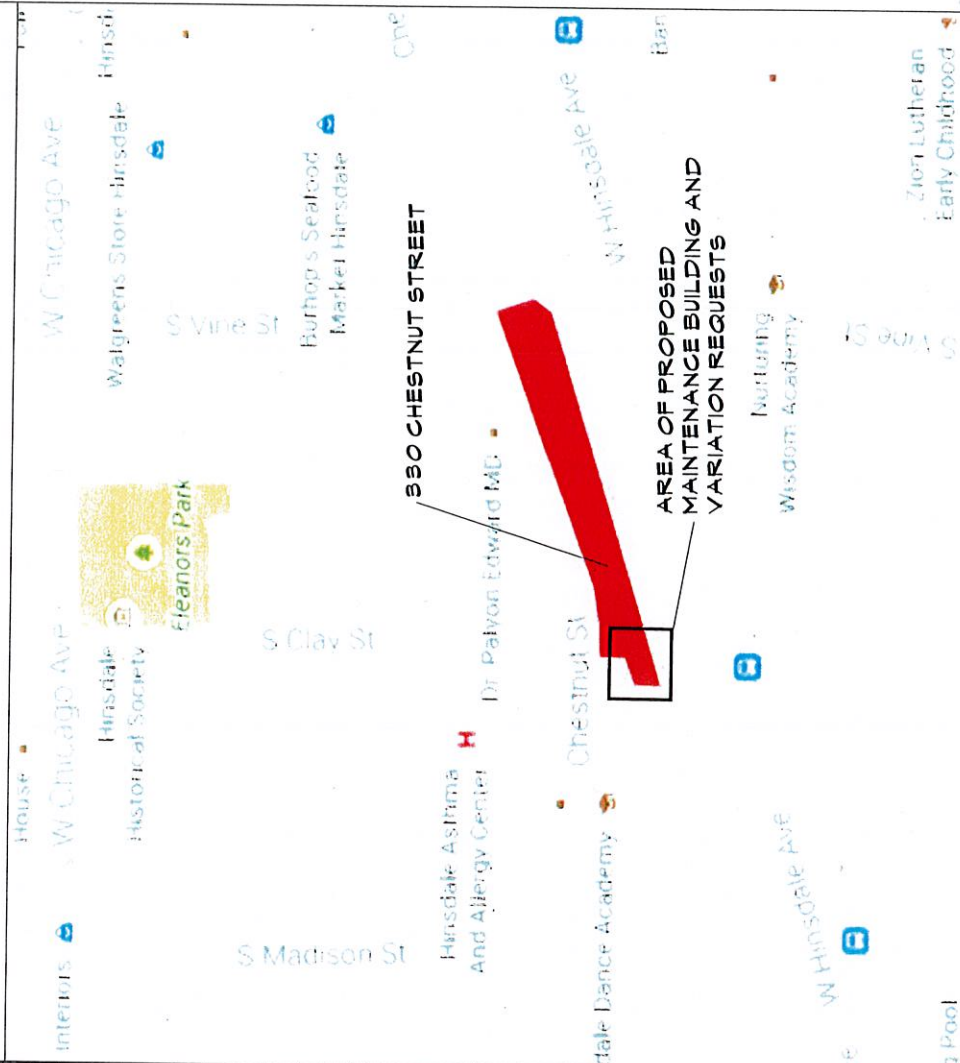 House
Interiors
W Chicago Ave
W Chicago Ave
Hinsdale
Historical Society
Eleanors Park
Walgreens Store Hinsdale
S Vine St
Burhop's Seafood
Market Hinsdale
S Clay St
S Madison St
330 CHESTNUT STREET
Dr. Palvon Edward MD
Hinsdale Asthma
And Allergy Center
H
Chestnut St
W Hinsdale Ave
AREA OF PROPOSED
MAINTENANCE BUILDING AND
VARIATION REQUESTS
dale Dance Academy
Nurturing
Wisdom Academy
S Vine St
Zion Lutheran
Early Childhood
W Hinsdale Ave
Pool